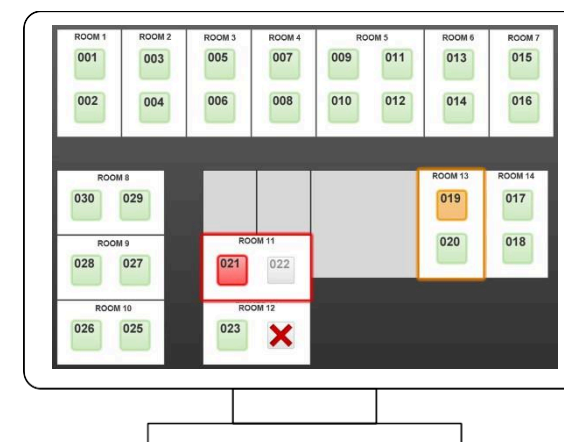 ROOM 1 ROOM 2 ROOM 3 ROOM 4 ROOM 5 ROOM 6 ROOM 7
001 003 005 007 009 011 013 015
002 004 006 008 010 012 014 016
ROOM 8 ROOM 13 ROOM 14
030 029 019 017
ROOM 9 ROOM 11 020 018
028 027 021 022
ROOM 10 ROOM 12
026 025 023